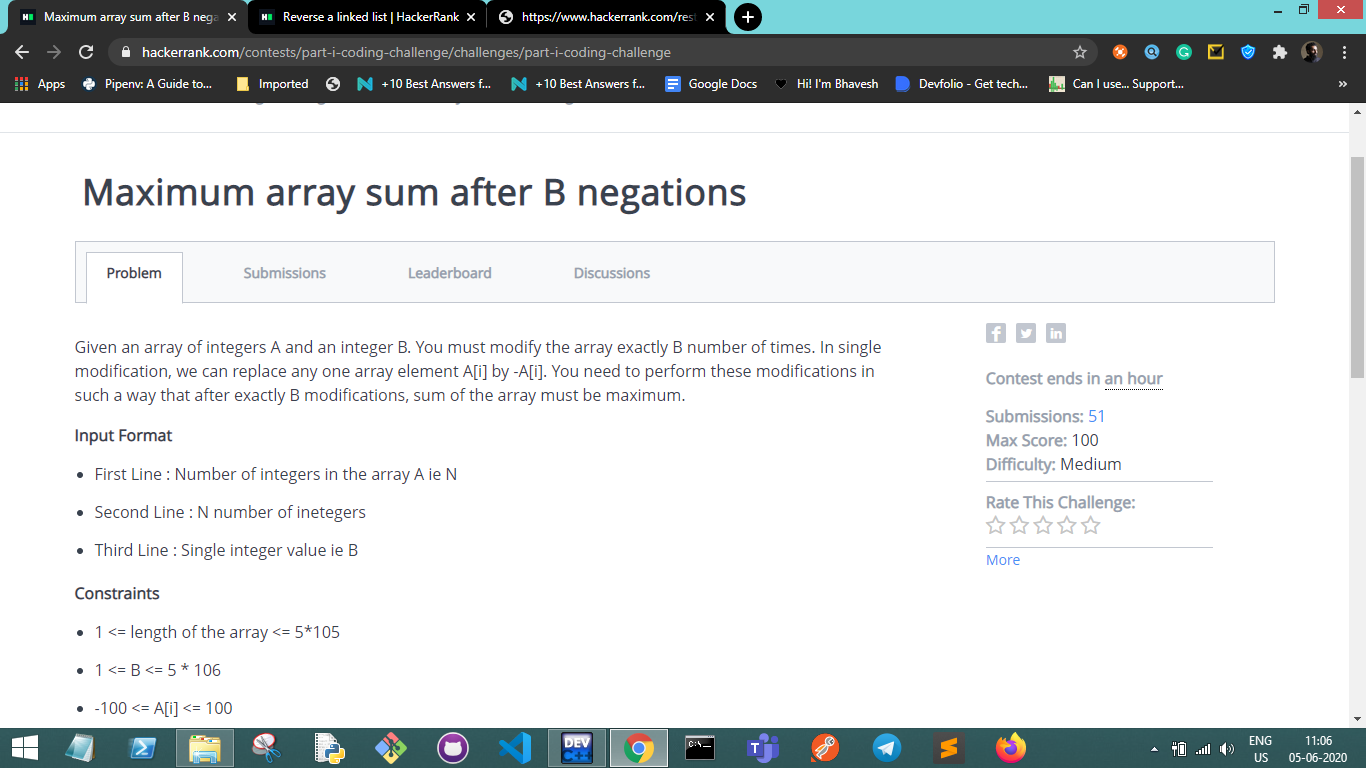 Maximum array sum after B nega
Reverse a linked list | HackerRank
https://www.hackerrank.com/rest
hackerrank.com/contests/part-i-coding-challenge/challenges/part-i-coding-challenge
Apps
Pipenv: A Guide to...
Imported
+10 Best Answers f...
+10 Best Answers f...
Google Docs
Hi! I'm Bhavesh
Devfolio - Get tech...
Can I use... Support...
»
Maximum array sum after B negations
Problem
Submissions
Leaderboard
Discussions
Given an array of integers A and an integer B. You must modify the array exactly B number of times. In single
modification, we can replace any one array element A[i] by -A[i]. You need to perform these modifications in
such a way that after exactly B modifications, sum of the array must be maximum.
Input Format
• First Line : Number of integers in the array A ie N
• Second Line : N number of inetegers
• Third Line : Single integer value ie B
Constraints
• 1 <= length of the array <= 5*105
• 1 <= B <= 5 * 106
• -100 <= A[i] <= 100
Contest ends in an hour
Submissions: 51
Max Score: 100
Difficulty: Medium
Rate This Challenge:
More
DEV
C++
C:\_
ENG
US
11:06
05-06-2020